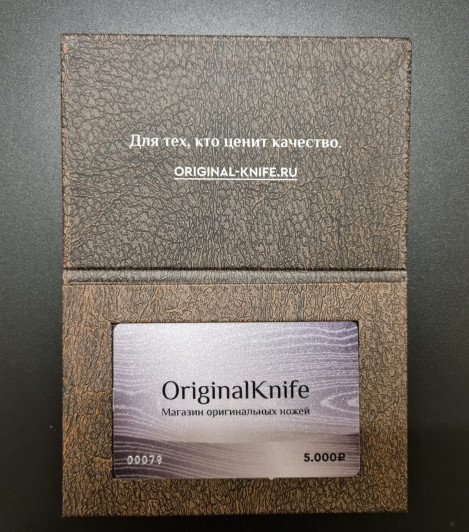 Для тех, кто ценит качество.
ORIGINAL-KNIFE.RU
OriginalKnife
Магазин оригинальных ножей
00079 5.000₽